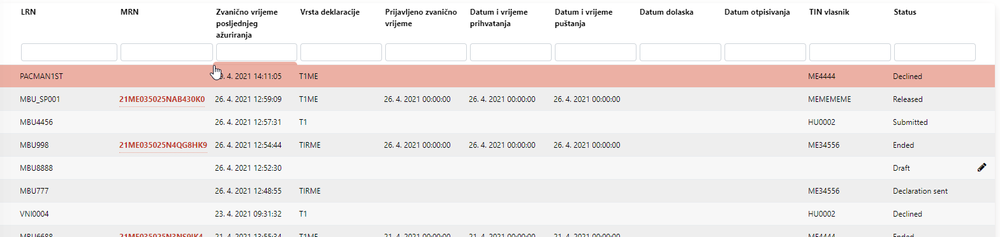 LRN MRN Zvanično vrijeme posljednjeg ažuriranja Vrsta deklaracije Prijavljeno zvanično vrijeme Datum i vrijeme prihvatanja Datum i vrijeme puštanja Datum dolaska Datum otpisivanja TIN vlasnik Status
PACMAN1ST 4. 2021 14:11:05 T1ME ME4444 Declined
MBU_SP001 21ME035025NAB430K0 26. 4. 2021 12:59:09 T1ME 26. 4. 2021 00:00:00 26. 4. 2021 00:00:00 26. 4. 2021 00:00:00 MEMEMEME Released
MBU4456 26. 4. 2021 12:57:31 T1 HU0002 Submitted
MBU998 21ME035025N4QG8HK9 26. 4. 2021 12:54:44 TIRME 26. 4. 2021 00:00:00 26. 4. 2021 00:00:00 26. 4. 2021 00:00:00 ME34556 Ended
MBU8888 26. 4. 2021 12:52:30 Draft
MBU777 26. 4. 2021 12:48:55 TIRME ME34556 Declaration sent
VNI0004 23. 4. 2021 09:31:32 T1 HU0002 Declined
MBU6688 21. 4. 2021 13:55:34 T1ME 21. 4. 2021 00:00:00 21. 4. 2021 00:00:00 21. 4. 2021 00:00:00 ME4444 Ended